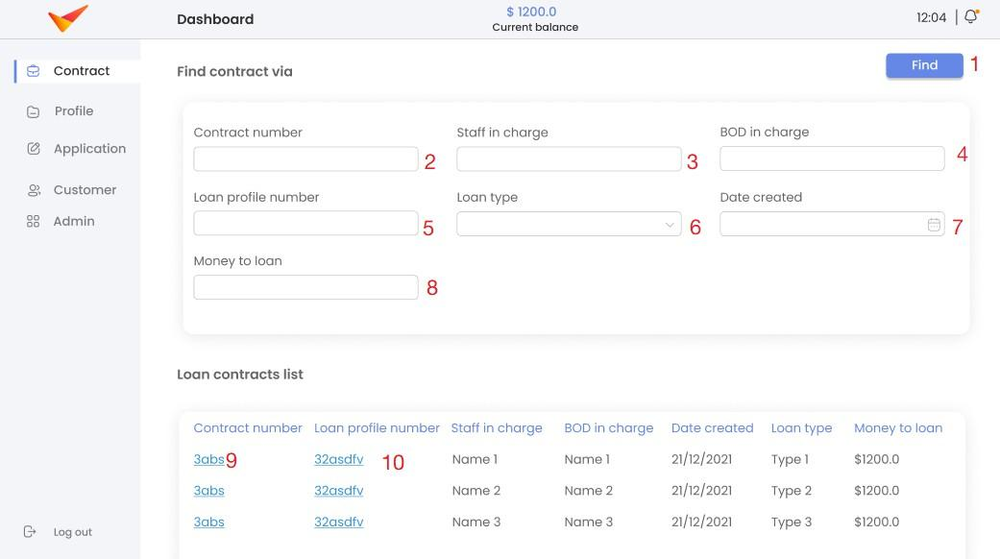 Dashboard
$ 1200.0
Current balance
12:04
Contract
Profile
Application
Customer
Admin
Log out
Find contract via
Find 1
Contract number
2
Staff in charge
3
BOD in charge
4
Loan profile number
5
Loan type
6
Date created
7
Money to loan
8
Loan contracts list
Contract number Loan profile number Staff in charge BOD in charge Date created Loan type Money to loan
3abs 9 32asdfv 10 Name 1 Name 1 21/12/2021 Type 1 $1200.0
3abs 32asdfv Name 2 Name 2 21/12/2021 Type 2 $1200.0
3abs 32asdfv Name 3 Name 3 21/12/2021 Type 3 $1200.0